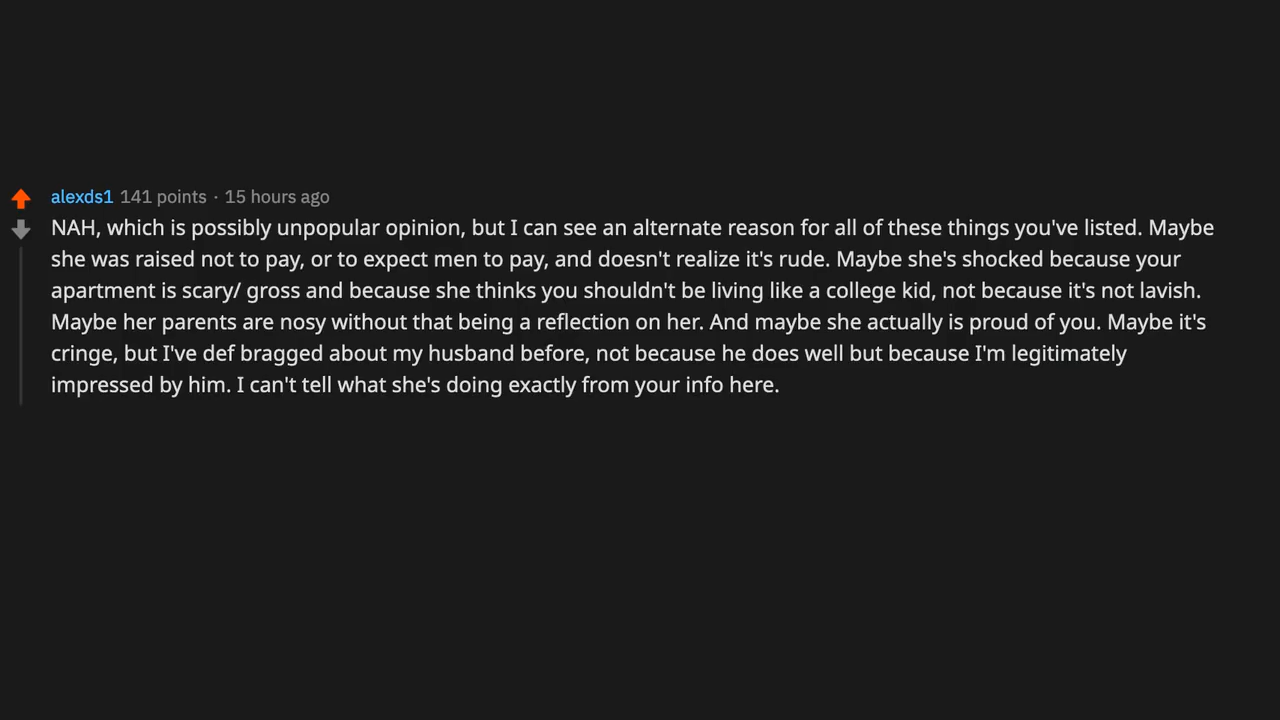 alexds1 141 points · 15 hours ago
NAH, which is possibly unpopular opinion, but I can see an alternate reason for all of these things you've listed. Maybe
she was raised not to pay, or to expect men to pay, and doesn't realize it's rude. Maybe she's shocked because your
apartment is scary/ gross and because she thinks you shouldn't be living like a college kid, not because it's not lavish.
Maybe her parents are nosy without that being a reflection on her. And maybe she actually is proud of you. Maybe it's
cringe, but I've def bragged about my husband before, not because he does well but because I'm legitimately
impressed by him. I can't tell what she's doing exactly from your info here.